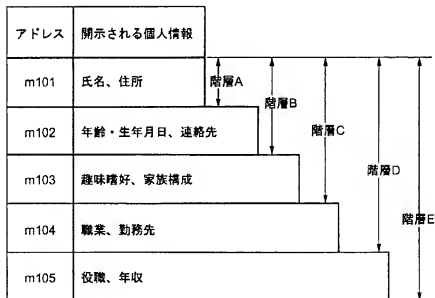 アドレス 開示される個人情報
m101 氏名、住所 階層A
m102 年齢・生年月日、連絡先 階層B
m103 趣味嗜好、家族構成 階層C
m104 職業、勤務先 階層D
m105 役職、年収 階層E